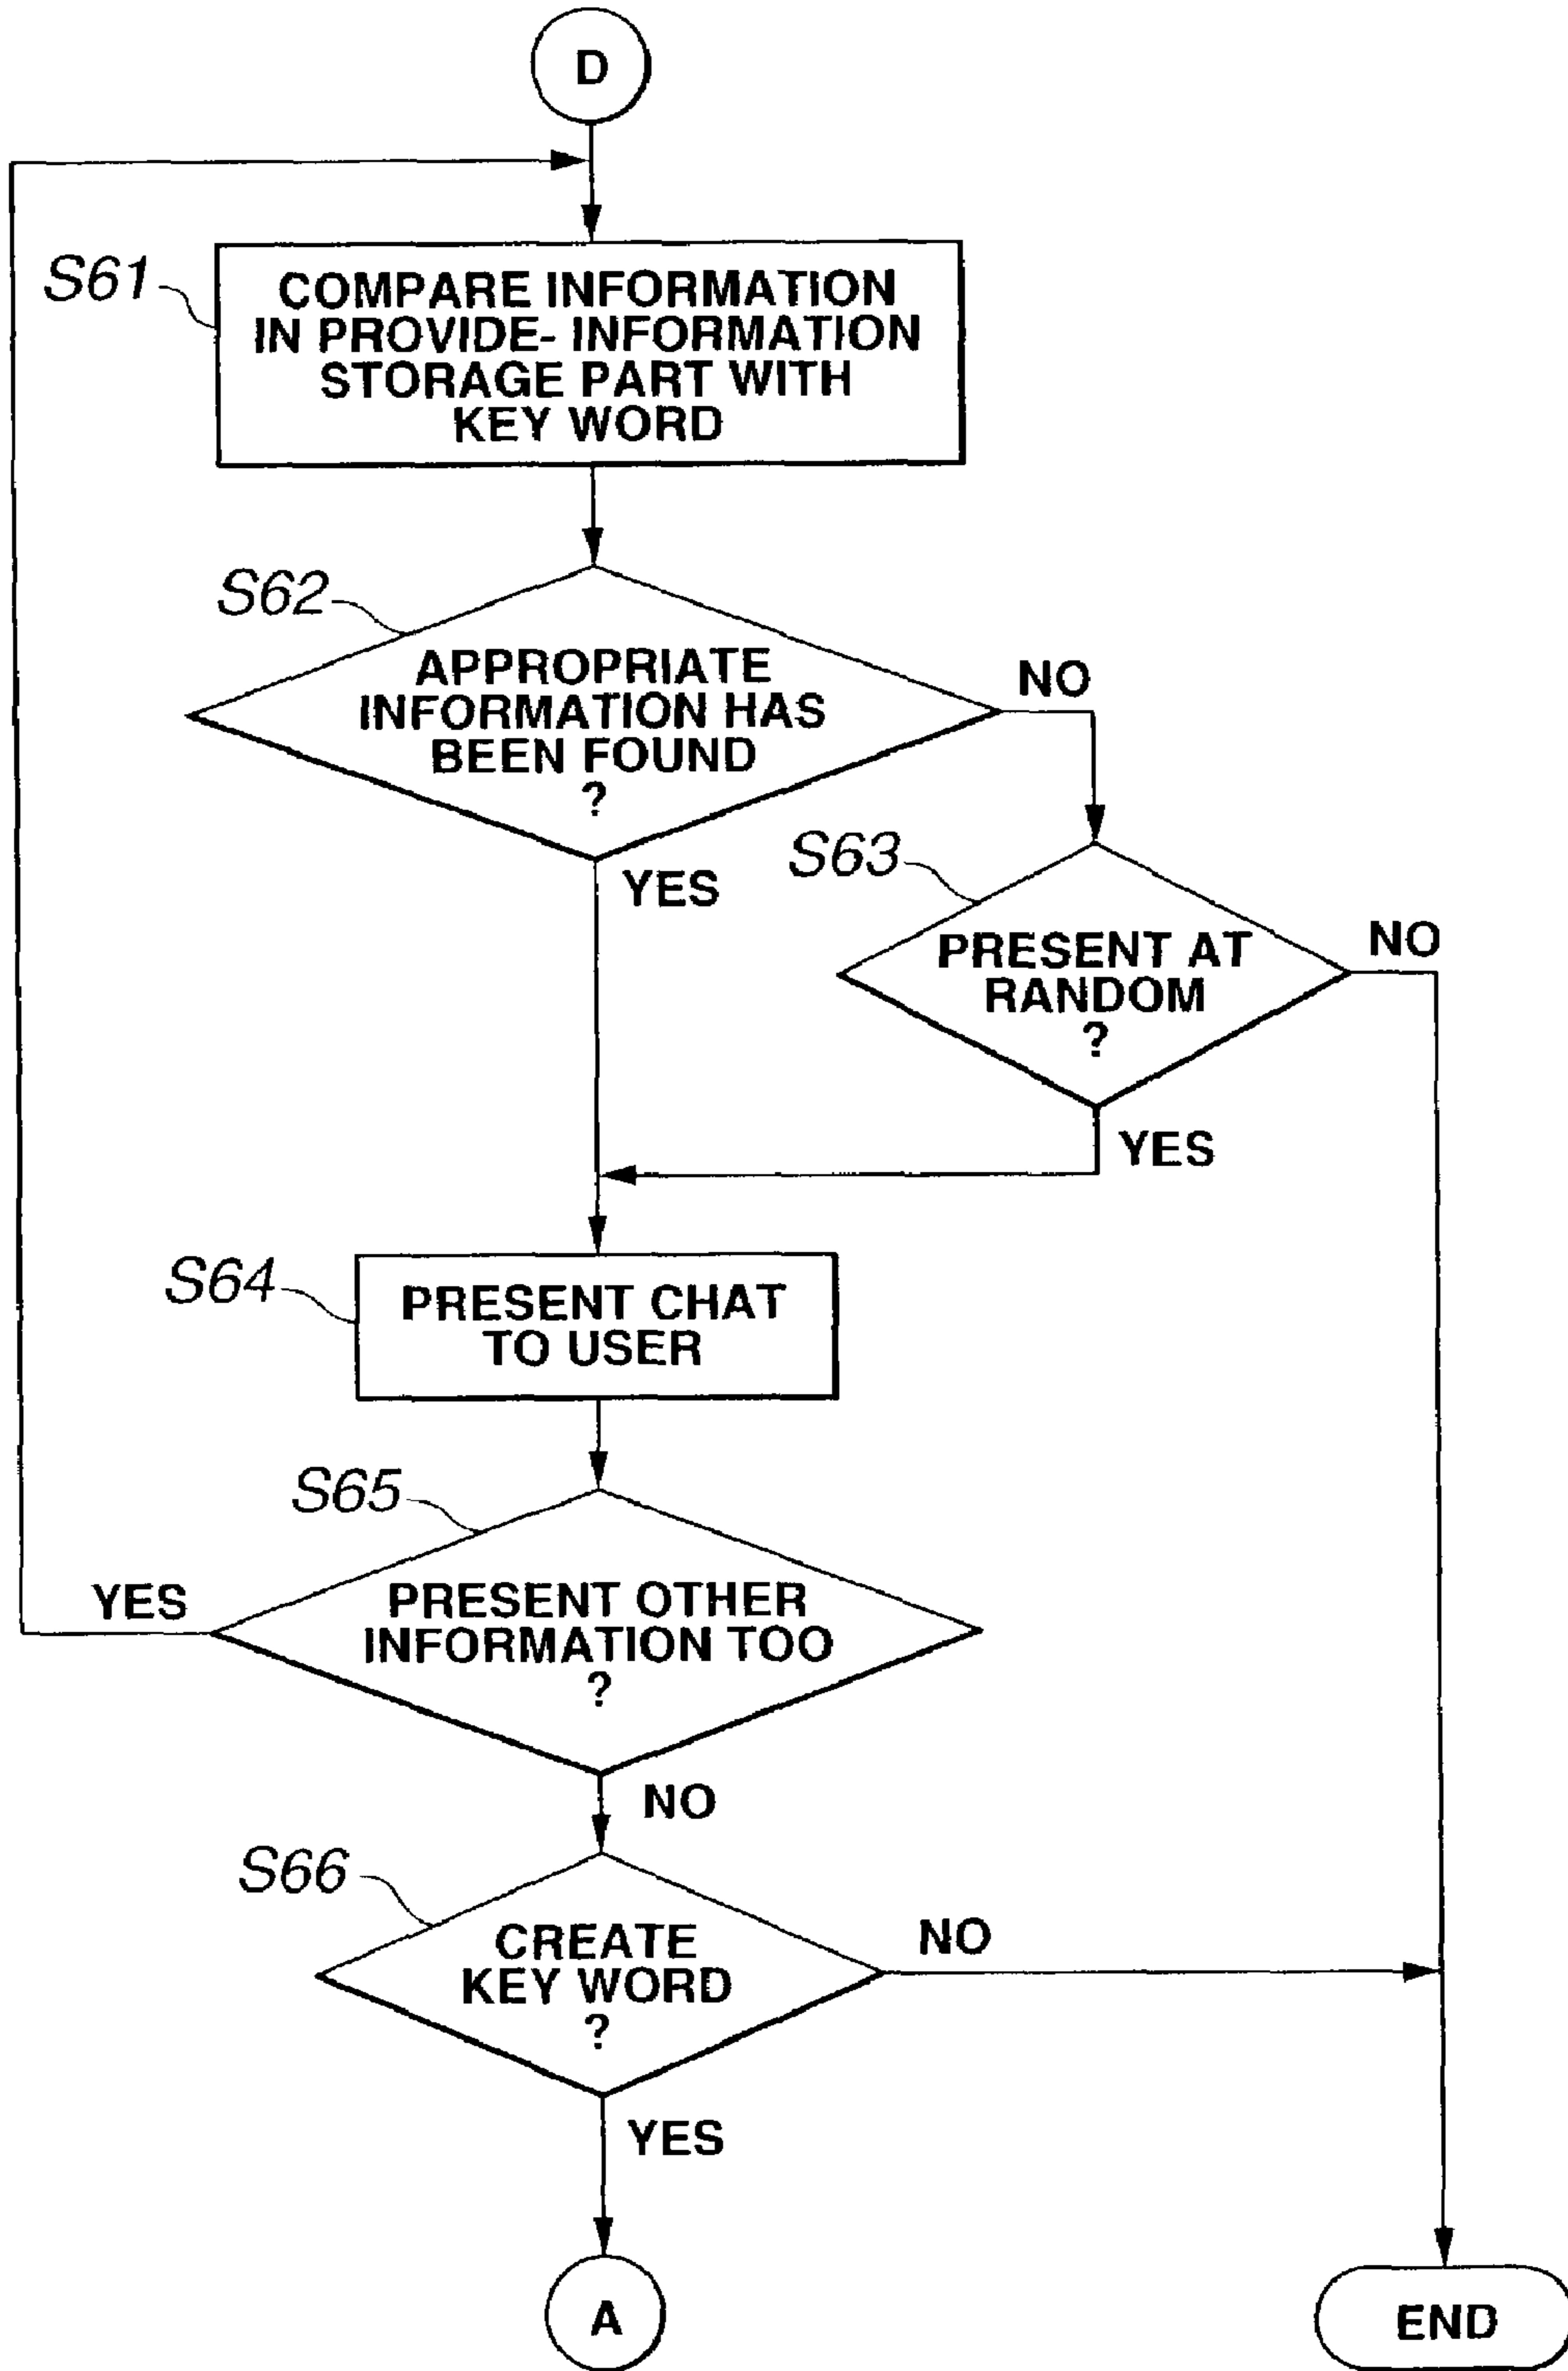 D
S61
COMPARE INFORMATION
IN PROVIDE- INFORMATION
STORAGE PART WITH
KEY WORD
S62
APPROPRIATE
INFORMATION HAS
BEEN FOUND
?
NO
YES
S63
PRESENT AT
RANDOM
?
NO
YES
S64
PRESENT CHAT
TO USER
S65
PRESENT OTHER
INFORMATION TOO
?
YES
NO
S66
CREATE
KEY WORD
?
NO
YES
A
END